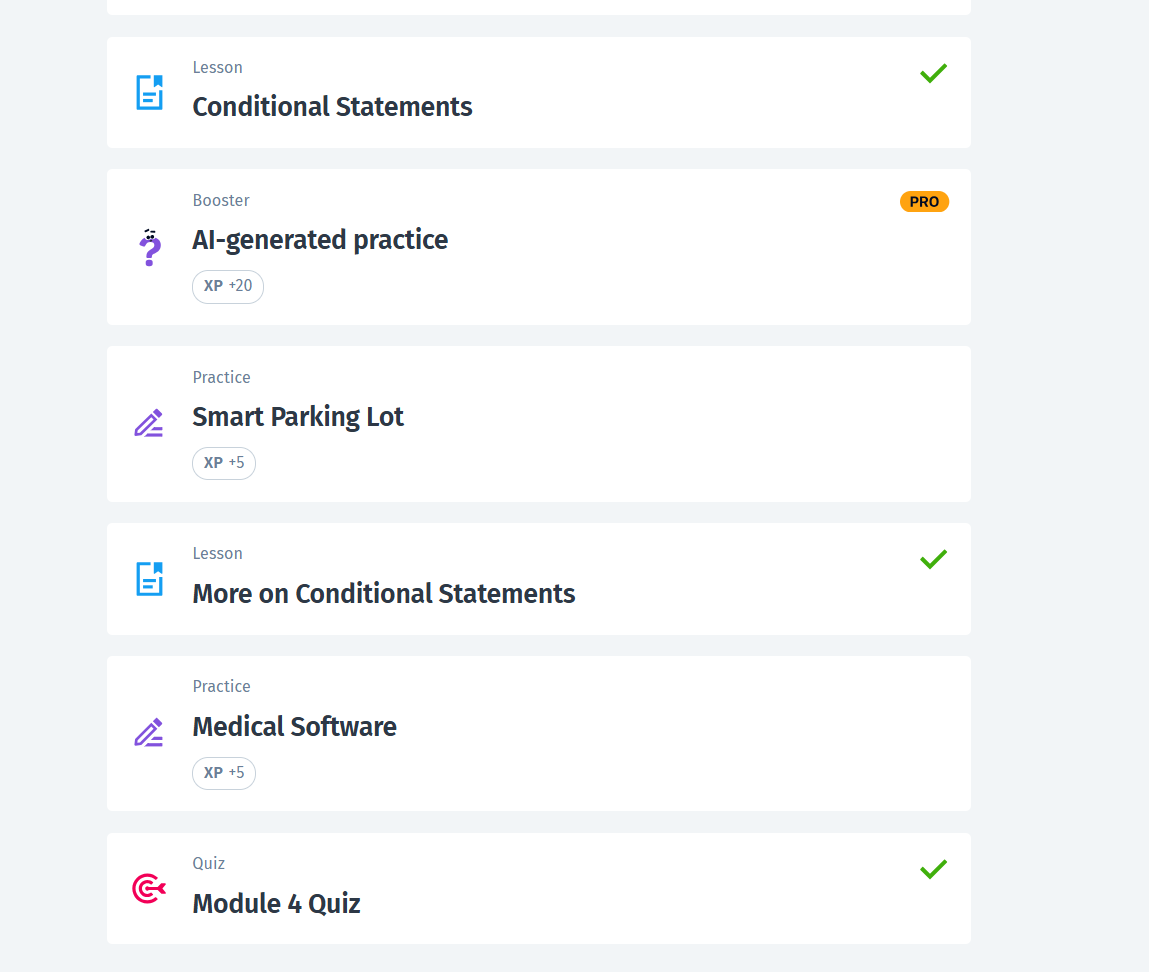 Lesson
Conditional Statements
Booster
PRO
AI-generated practice
XP +20
Practice
Smart Parking Lot
XP +5
Lesson
More on Conditional Statements
Practice
Medical Software
XP +5
Quiz
Module 4 Quiz